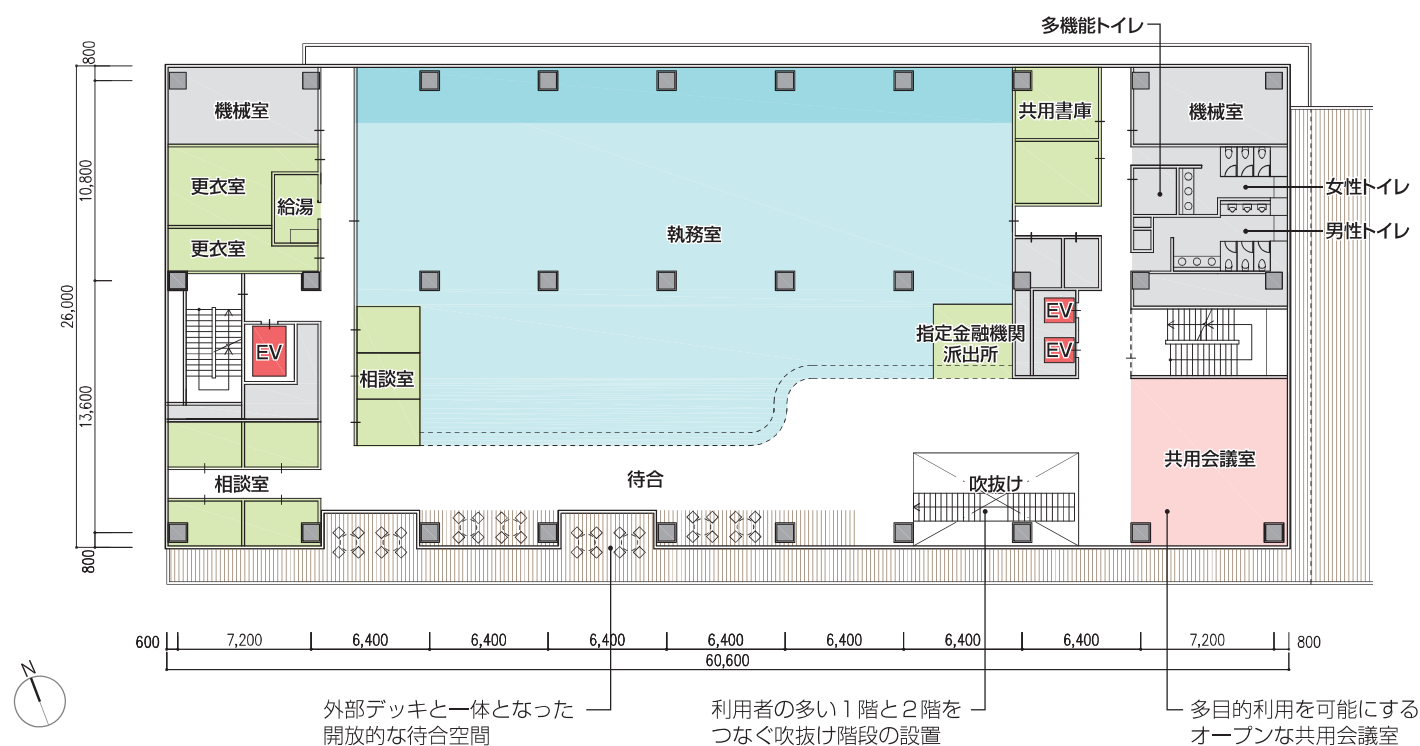 多機能トイレ
800
機械室
共用書庫
機械室
10,800
更衣室
給湯
女性トイレ
執務室
男性トイレ
更衣室
26,000
EV
指定金融機関
派出所
EV
EV
相談室
13,600
共用会議室
相談室
待合
吹抜け
800
600
7,200
6,400
6,400
6,400
6,400
6,400
6,400
6,400
7,200
800
60,600
N
外部デッキと一体となった
開放的な待合空間
利用者の多い1階と2階を
つなぐ吹抜け階段の設置
多目的利用を可能にする
オープンな共用会議室